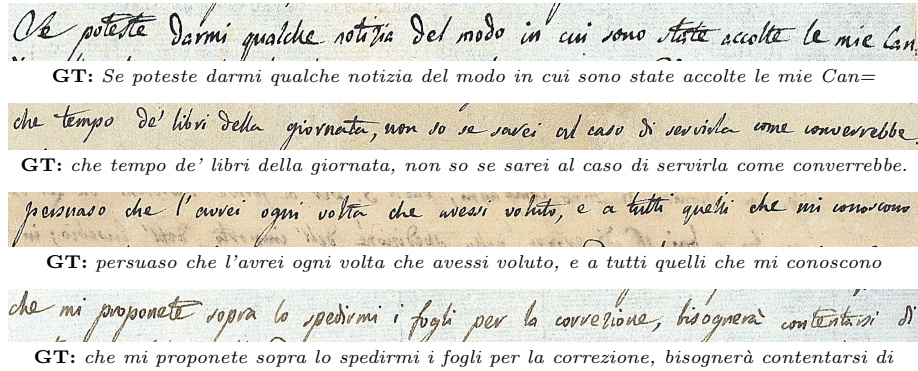 Se poteste darmi qualche notizia del modo in cui sono state accolte le mie Can=
GT: Se poteste darmi qualche notizia del modo in cui sono state accolte le mie Can=
che tempo de' libri della giornata, non so se sarei al caso di servirla come converrebbe.
GT: che tempo de' libri della giornata, non so se sarei al caso di servirla come converrebbe.
persuaso che l'avrei ogni volta che avessi voluto, e a tutti quelli che mi conoscono
GT: persuaso che l'avrei ogni volta che avessi voluto, e a tutti quelli che mi conoscono
che mi proponete sopra lo spedirmi i fogli per la correzione, bisognerà contentarsi di
GT: che mi proponete sopra lo spedirmi i fogli per la correzione, bisognerà contentarsi di